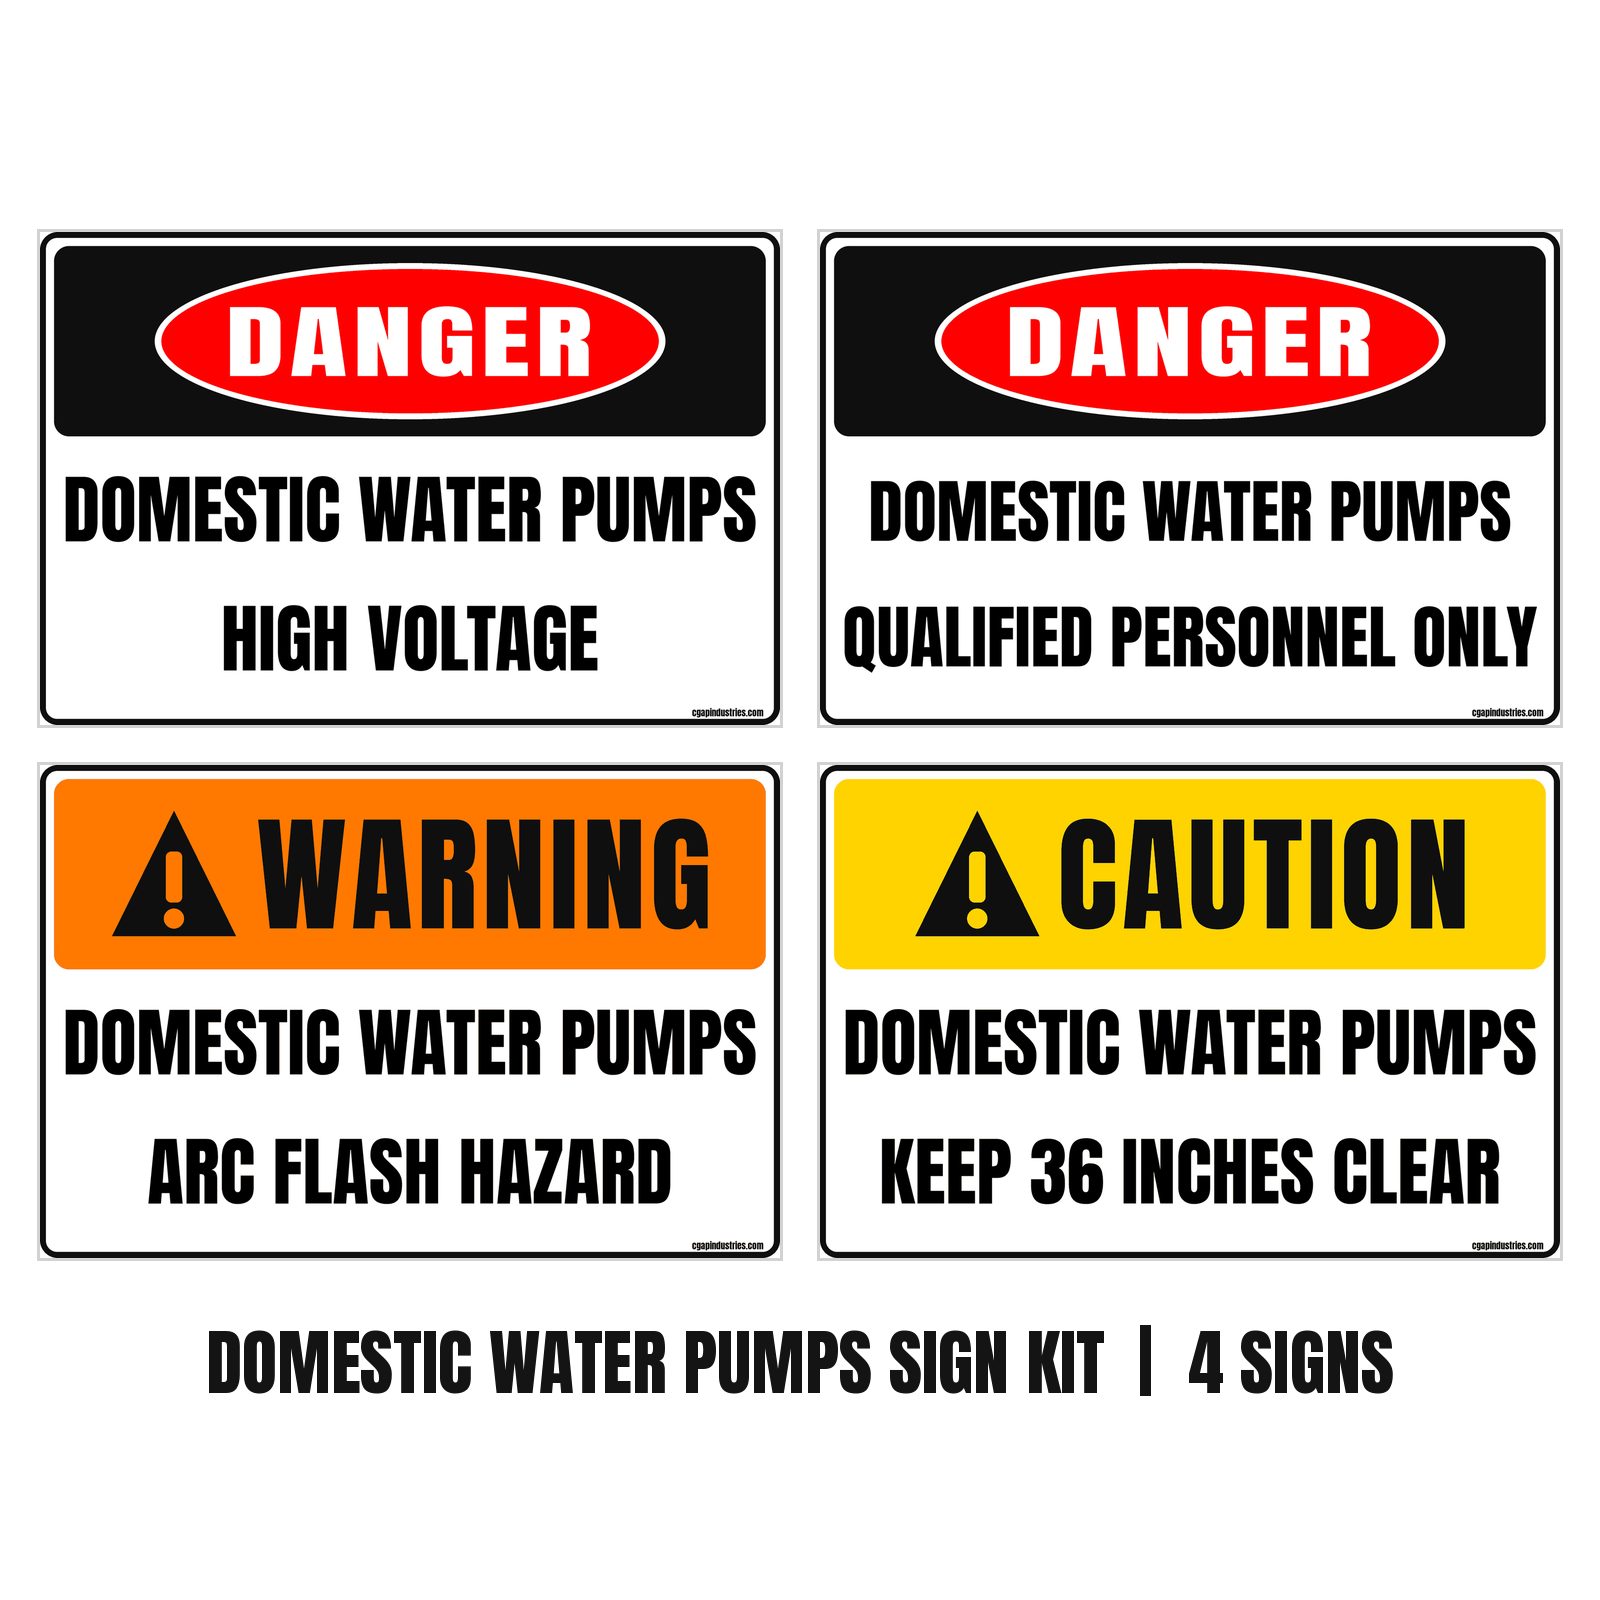 DANGER
DOMESTIC WATER PUMPS
HIGH VOLTAGE
cgapindustries.com
DANGER
DOMESTIC WATER PUMPS
QUALIFIED PERSONNEL ONLY
cgapindustries.com
WARNING
DOMESTIC WATER PUMPS
ARC FLASH HAZARD
cgapindustries.com
CAUTION
DOMESTIC WATER PUMPS
KEEP 36 INCHES CLEAR
cgapindustries.com
DOMESTIC WATER PUMPS SIGN KIT | 4 SIGNS